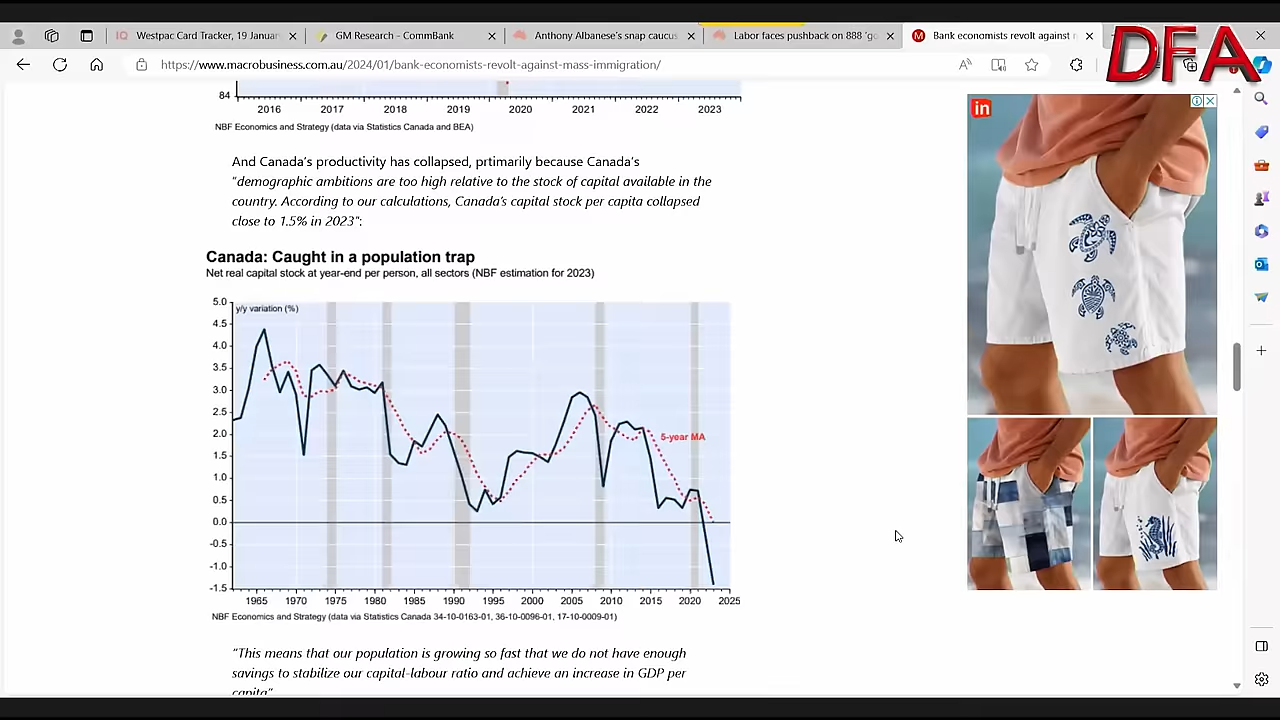 Westpac Card Tracker, 19 Januar
GM Research - CommBank
Anthony Albanese's snap caucus
Labor faces pushback on 888 'go
Bank economists revolt against
DFA
https://www.macrobusiness.com.au/2024/01/bank-economists-revolt-against-mass-immigration/
84
2016 2017 2018 2019 2020 2021 2022 2023
NBF Economics and Strategy (data via Statistics Canada and BEA)
in
And Canada's productivity has collapsed, prtimarily because Canada's
"demographic ambitions are too high relative to the stock of capital available in the
country. According to our calculations, Canada's capital stock per capita collapsed
close to 1.5% in 2023":
Canada: Caught in a population trap
Net real capital stock at year-end per person, all sectors (NBF estimation for 2023)
y/y variation (%)
5.0
4.5
4.0
3.5
3.0
2.5
2.0
1.5
1.0
0.5
0.0
-0.5
-1.0
-1.5
5-year MA
1965 1970 1975 1980 1985 1990 1995 2000 2005 2010 2015 2020 2025
NBF Economics and Strategy (data via Statistics Canada 34-10-0163-01, 36-10-0096-01, 17-10-0009-01)
"This means that our population is growing so fast that we do not have enough
savings to stabilize our capital-labour ratio and achieve an increase in GDP per
capita"